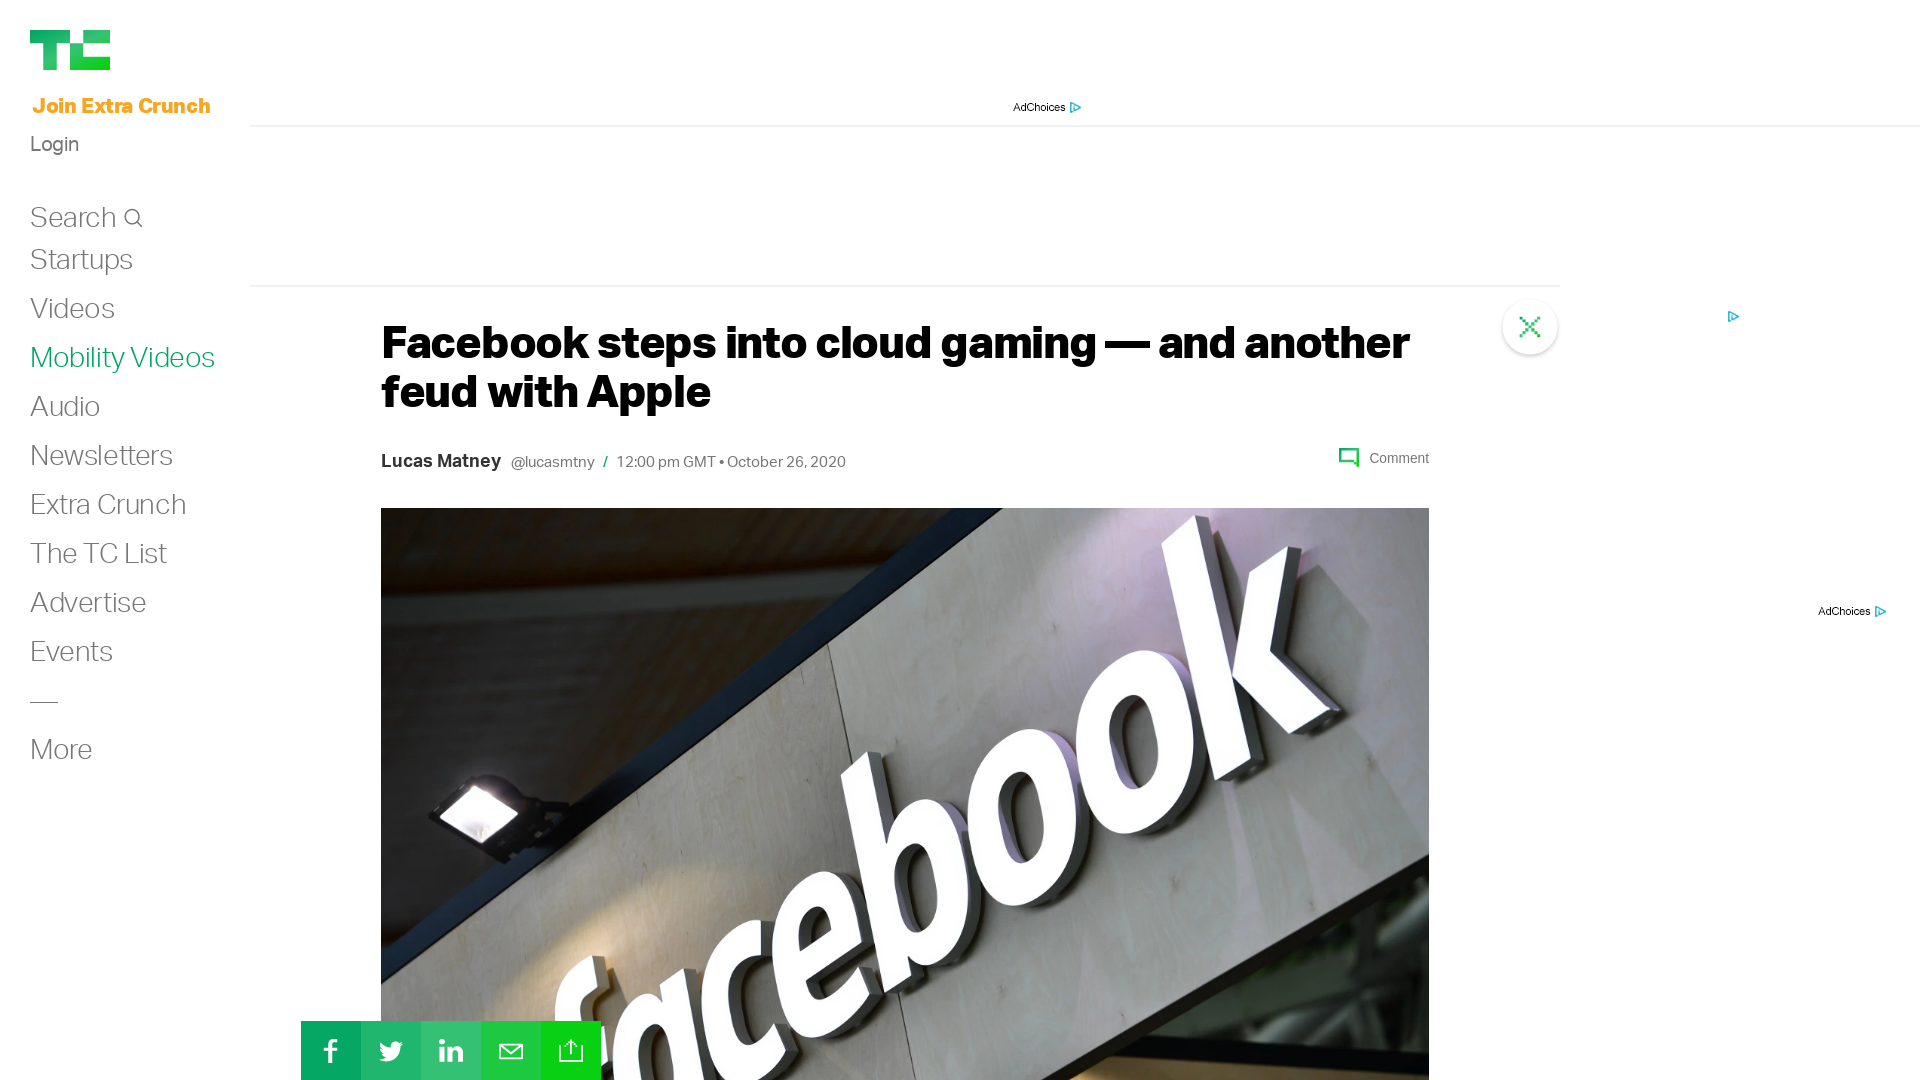 TC
Join Extra Crunch
Login
Search
Startups
Videos
Mobility Videos
Audio
Newsletters
Extra Crunch
The TC List
Advertise
Events
—
More
AdChoices
Facebook steps into cloud gaming — and another
feud with Apple
Lucas Matney @lucasmtny / 12:00 pm GMT • October 26, 2020
Comment
facebook
AdChoices